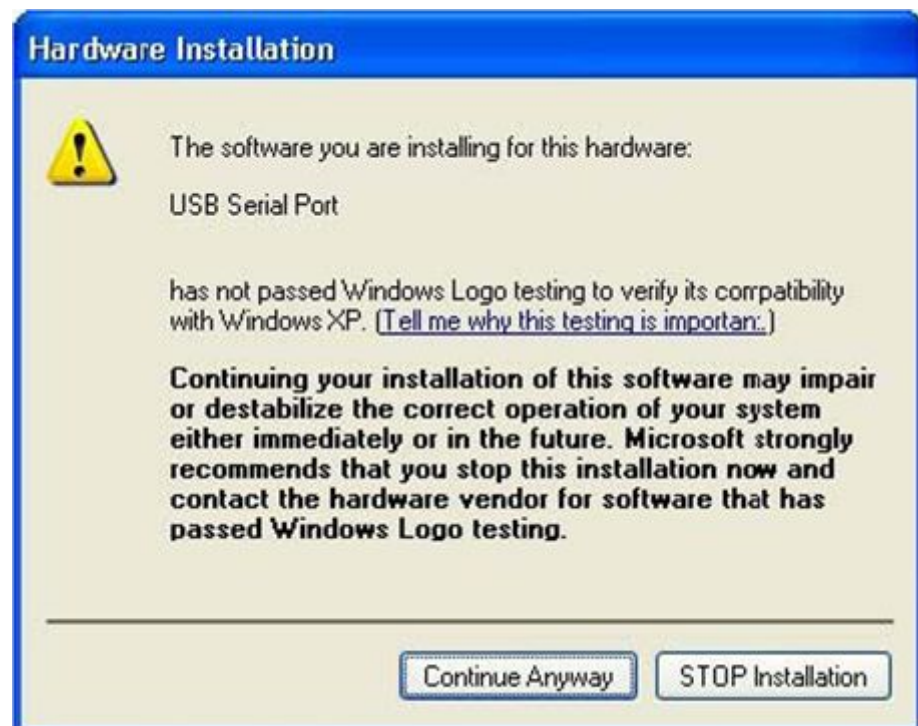 Hardware Installation
The software you are installing for this hardware:
USB Serial Port
has not passed Windows Logo testing to verify its compatibility
with Windows XP. (Tell me why this testing is important.)
Continuing your installation of this software may impair
or destabilize the correct operation of your system
either immediately or in the future. Microsoft strongly
recommends that you stop this installation now and
contact the hardware vendor for software that has
passed Windows Logo testing.
Continue Anyway
STOP Installation